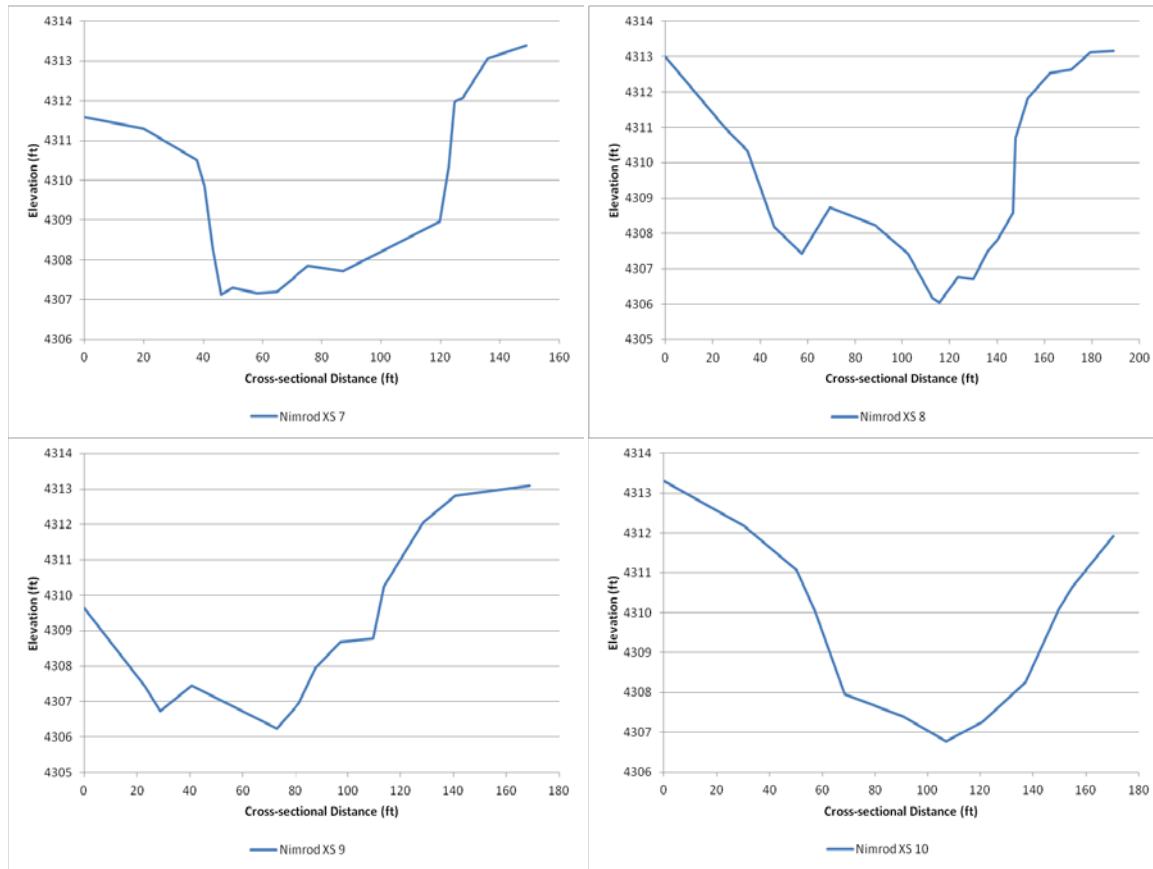 4314
4313
4312
4311
4310
4309
4308
4307
4306
Elevation (ft)
0 20 40 60 80 100 120 140 160
Cross-sectional Distance (ft)
Nimrod XS 7
4314
4313
4312
4311
4310
4309
4308
4307
4306
4305
Elevation (ft)
0 20 40 60 80 100 120 140 160 180 200
Cross-sectional Distance (ft)
Nimrod XS 8
4314
4313
4312
4311
4310
4309
4308
4307
4306
4305
Elevation (ft)
0 20 40 60 80 100 120 140 160 180
Cross-sectional Distance (ft)
Nimrod XS 9
4314
4313
4312
4311
4310
4309
4308
4307
4306
Elevation (ft)
0 20 40 60 80 100 120 140 160 180
Cross-sectional Distance (ft)
Nimrod XS 10